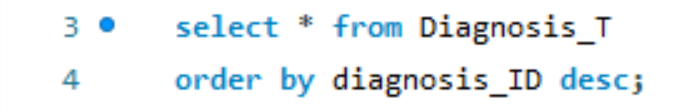 3 select * from Diagnosis_T
4 order by diagnosis_ID desc;